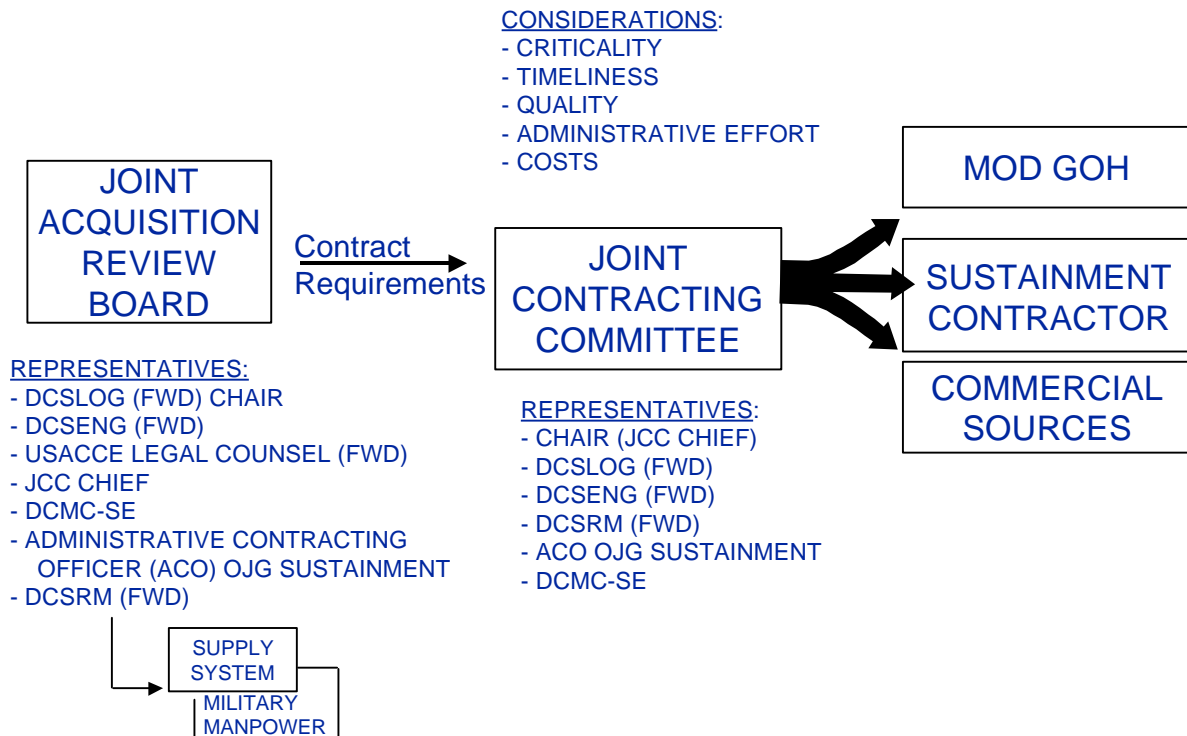 CONSIDERATIONS:
- CRITICALITY
- TIMELINESS
- QUALITY
- ADMINISTRATIVE EFFORT
- COSTS
JOINT
ACQUISITION
REVIEW
BOARD
Contract
Requirements
JOINT
CONTRACTING
COMMITTEE
MOD GOH
SUSTAINMENT
CONTRACTOR
COMMERCIAL
SOURCES
REPRESENTATIVES:
- DCSLOG (FWD) CHAIR
- DCSENG (FWD)
- USACCE LEGAL COUNSEL (FWD)
- JCC CHIEF
- DCMC-SE
- ADMINISTRATIVE CONTRACTING
OFFICER (ACO) OJG SUSTAINMENT
- DCSRM (FWD)
REPRESENTATIVES:
- CHAIR (JCC CHIEF)
- DCSLOG (FWD)
- DCSENG (FWD)
- DCSRM (FWD)
- ACO OJG SUSTAINMENT
- DCMC-SE
SUPPLY
SYSTEM
MILITARY
MANPOWER